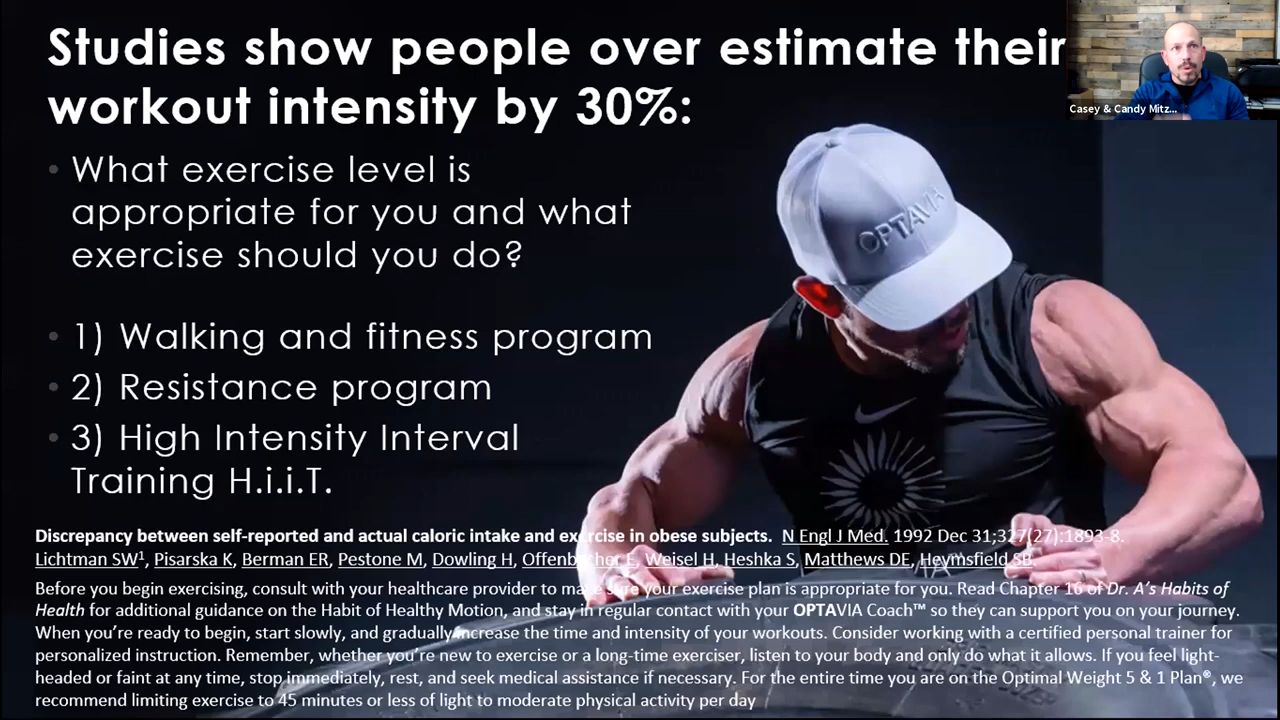 Studies show people over estimate their
workout intensity by 30%:
Casey & Candy Mitz...
• What exercise level is
appropriate for you and what
exercise should you do?
• 1) Walking and fitness program
• 2) Resistance program
• 3) High Intensity Interval
Training H.i.i.T.
OPTAVIA
Discrepancy between self-reported and actual caloric intake and exercise in obese subjects. N Engl J Med. 1992 Dec 31;327(27):1893-8.
Lichtman SW1, Pisarska K, Berman ER, Pestone M, Dowling H, Offenbacher E, Weisel H, Heshka S, Matthews DE, Heymsfield SB.
Before you begin exercising, consult with your healthcare provider to make sure your exercise plan is appropriate for you. Read Chapter 16 of Dr. A's Habits of
Health for additional guidance on the Habit of Healthy Motion, and stay in regular contact with your OPTAVIA Coach™ so they can support you on your journey.
When you're ready to begin, start slowly, and gradually increase the time and intensity of your workouts. Consider working with a certified personal trainer for
personalized instruction. Remember, whether you're new to exercise or a long-time exerciser, listen to your body and only do what it allows. If you feel light-
headed or faint at any time, stop immediately, rest, and seek medical assistance if necessary. For the entire time you are on the Optimal Weight 5 & 1 Plan®, we
recommend limiting exercise to 45 minutes or less of light to moderate physical activity per day